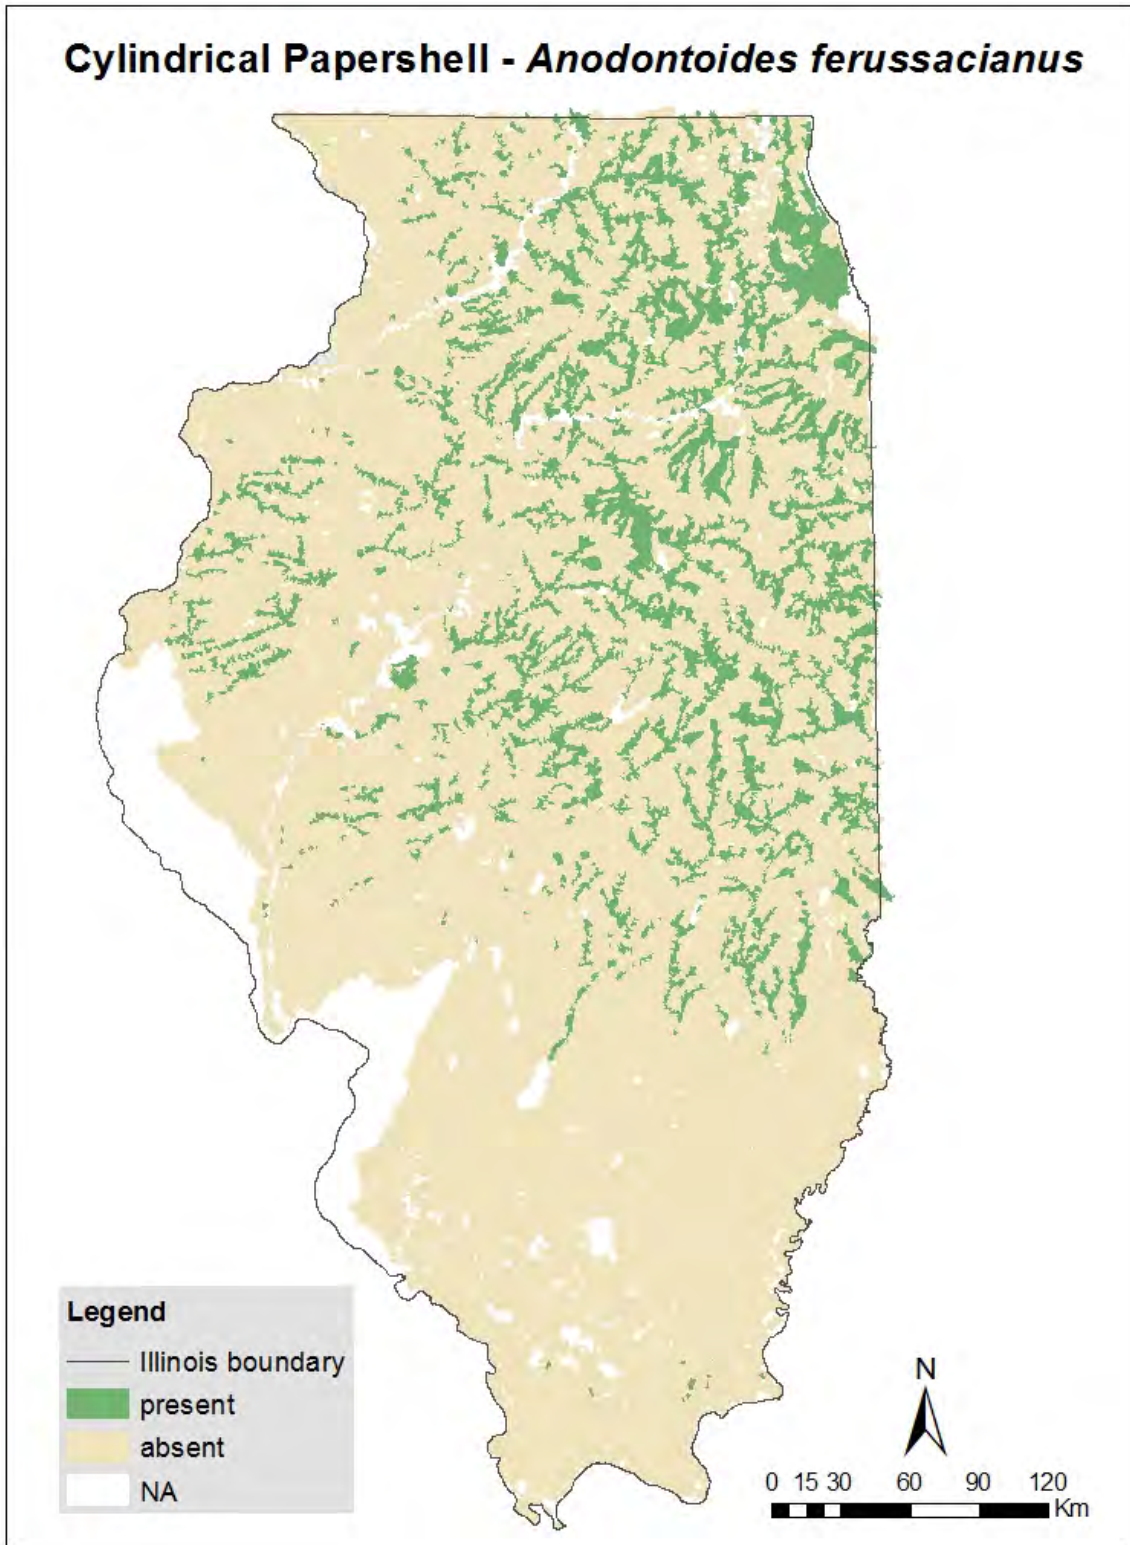 Cylindrical Papershell - Anodontoides ferussacianus
Legend
Illinois boundary
present
absent
NA
N
0 15 30 60 90 120
Km